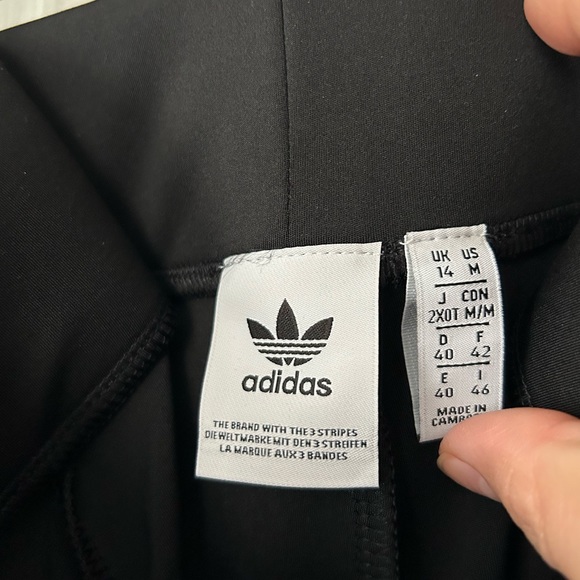 adidas
THE BRAND WITH THE 3 STRIPES
DIE WELTMARKE MIT DEN 3 STREIFEN
LA MARQUE AUX 3 BANDES
UK US
14 M
J CON
2XOT M/M
D F
40 42
E I
40 46
MADE IN